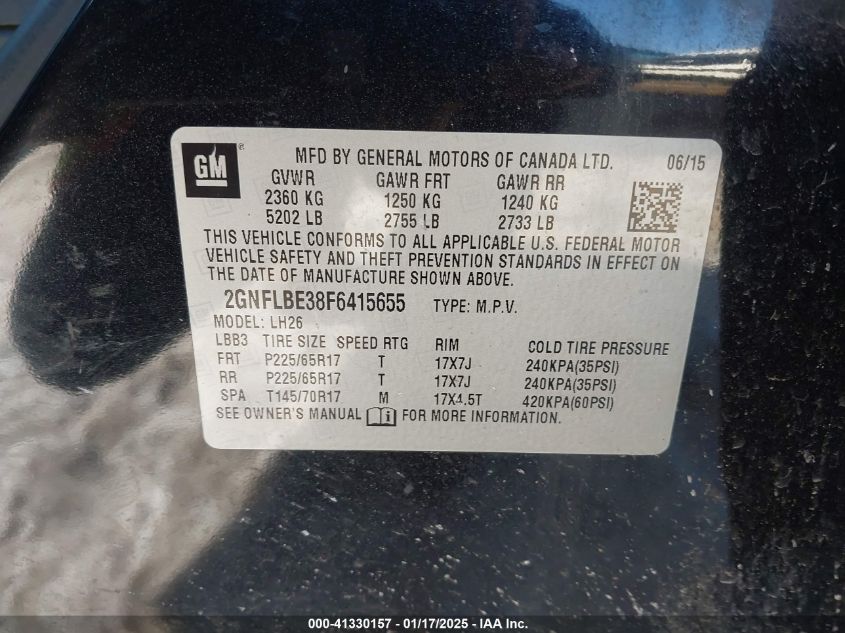 GM ® MFD BY GENERAL MOTORS OF CANADA LTD. 06/15
GVWR GAWR FRT GAWR RR
2360 KG 1250 KG 1240 KG
5202 LB 2755 LB 2733 LB
THIS VEHICLE CONFORMS TO ALL APPLICABLE U.S. FEDERAL MOTOR
VEHICLE SAFETY AND THEFT PREVENTION STANDARDS IN EFFECT ON
THE DATE OF MANUFACTURE SHOWN ABOVE.
2GNFLBE38F6415655 TYPE: M.P.V.
MODEL: LH26
LBB3 TIRE SIZE SPEED RTG RIM COLD TIRE PRESSURE
FRT P225/65R17 T 17X7J 240KPA(35PSI)
RR P225/65R17 T 17X7J 240KPA(35PSI)
SPA T145/70R17 M 17X4.5T 420KPA(60PSI)
SEE OWNER'S MANUAL i FOR MORE INFORMATION.
000-41330157 - 01/17/2025 - IAA Inc.